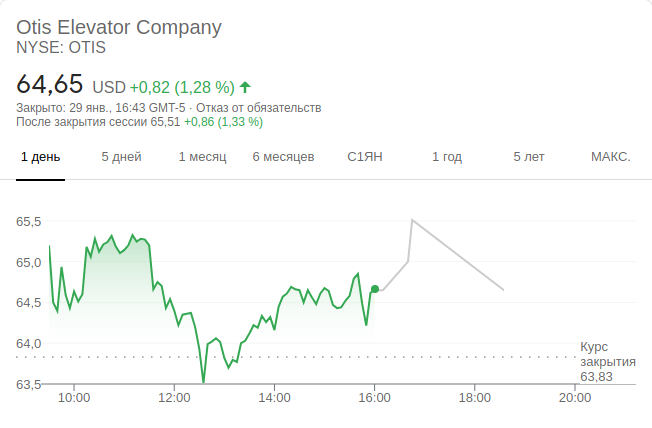 Otis Elevator Company
NYSE: OTIS
64,65 USD +0,82 (1,28 %)
Закрыто: 29 янв., 16:43 GMT-5 · Отказ от обязательств
После закрытия сессии 65,51 +0,86 (1,33 %)
1 день 5 дней 1 месяц 6 месяцев С1ЯН 1 год 5 лет МАКС.
65,5
65,0
64,5
64,0
63,5
Курс
закрытия
63,83
10:00 12:00 14:00 16:00 18:00 20:00